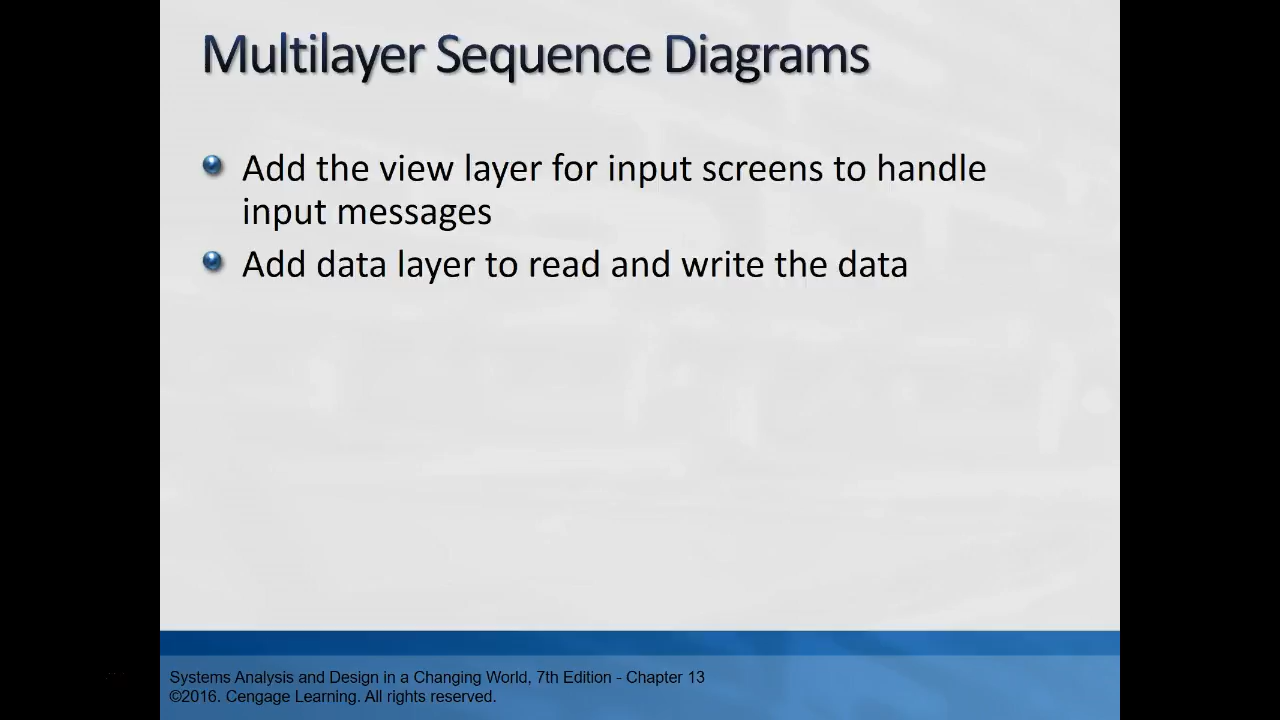 Multilayer Sequence Diagrams
Add the view layer for input screens to handle
input messages
Add data layer to read and write the data
Systems Analysis and Design in a Changing World, 7th Edition - Chapter 13
©2016. Cengage Learning. All rights reserved.